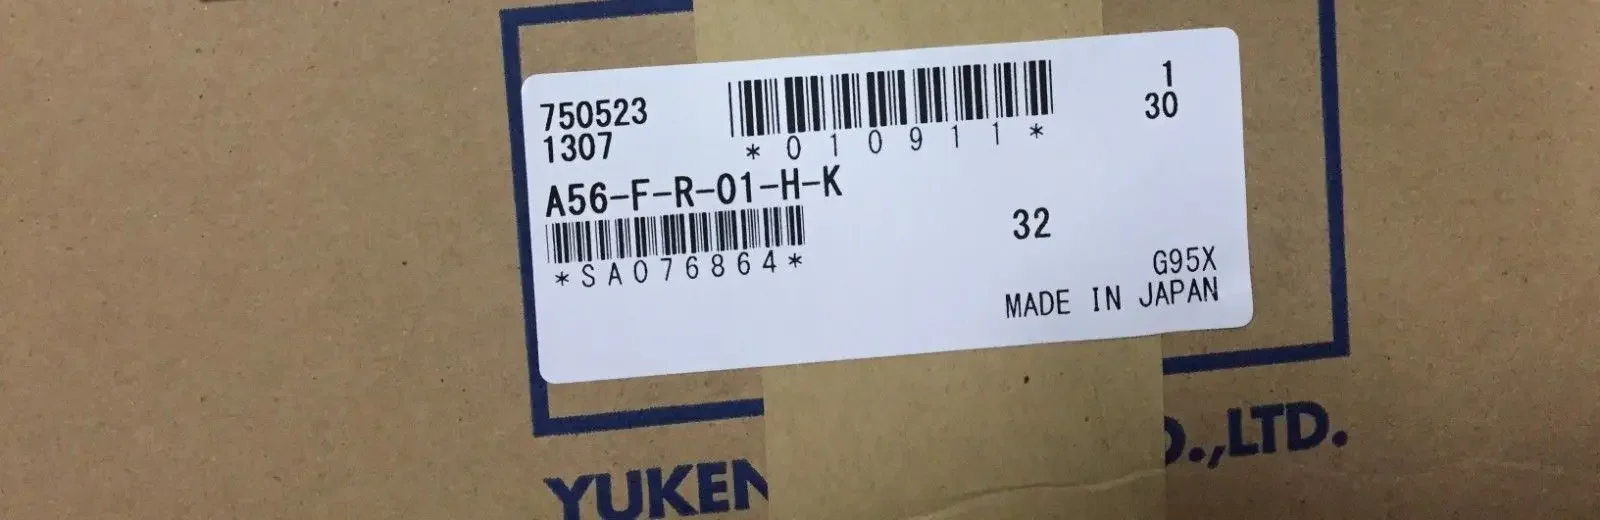 750523
1307
*010911*
1
30
A56-F-R-01-H-K
*SA076864*
32
G95X
MADE IN JAPAN
YUKEN
.,LTD.